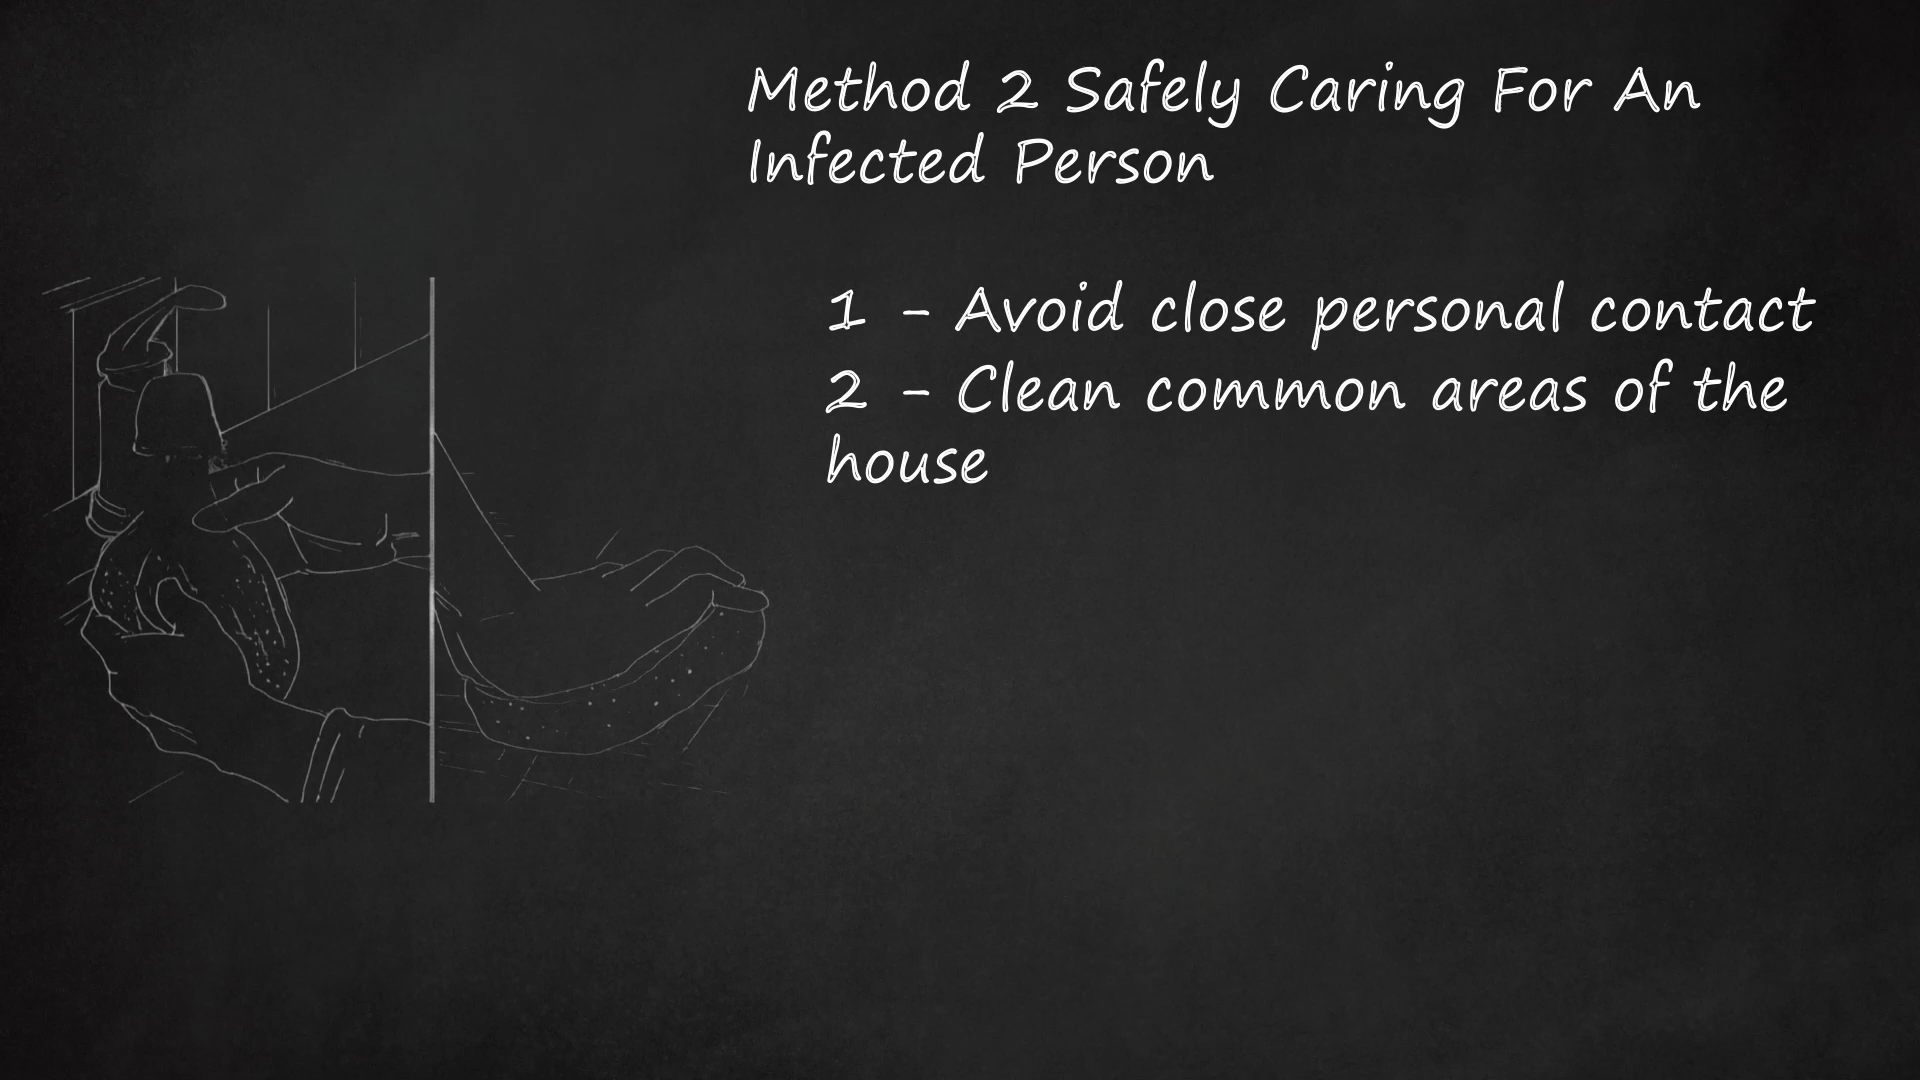 Method 2 Safely Caring For An
Infected Person
1 - Avoid close personal contact
2 - Clean common areas of the
house